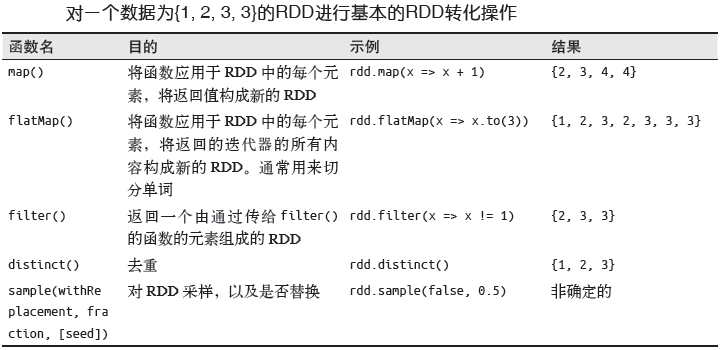 对一个数据为{1, 2, 3, 3}的RDD进行基本的RDD转化操作
函数名 目的 示例 结果
map() 将函数应用于 RDD 中的每个元 rdd.map(x => x + 1) {2, 3, 4, 4}
素，将返回值构成新的 RDD
flatMap() 将函数应用于 RDD 中的每个元 rdd.flatMap(x => x.to(3)) {1, 2, 3, 2, 3, 3, 3}
素，将返回的迭代器的所有内
容构成新的 RDD。通常用来切
分单词
filter() 返回一个由通过传给 filter() rdd.filter(x => x != 1) {2, 3, 3}
的函数的元素组成的 RDD
distinct() 去重 rdd.distinct() {1, 2, 3}
sample(withRe 对 RDD 采样，以及是否替换 rdd.sample(false, 0.5) 非确定的
placement, fra
ction, [seed])